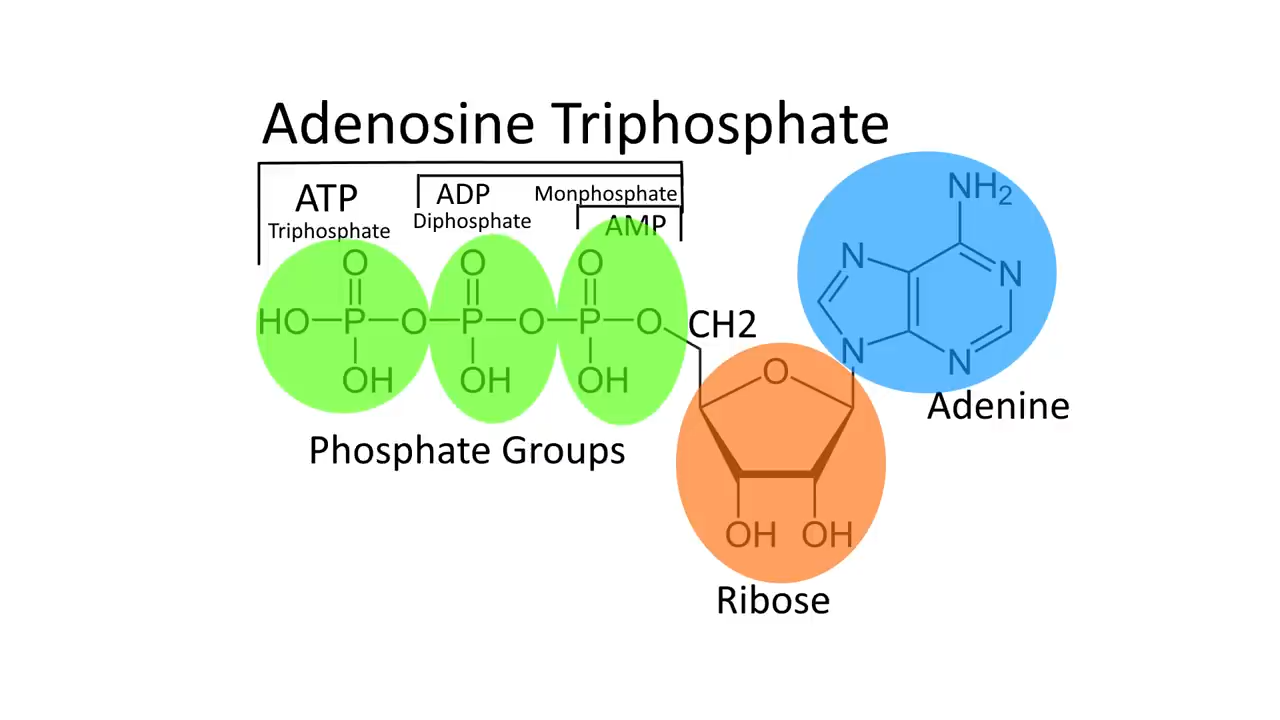 Adenosine Triphosphate
ATP
Triphosphate
ADP
Diphosphate
Monphosphate
AMP
O O O
HO P O P O P O CH2
OH OH OH
Phosphate Groups
NH2
N N
N N
Adenine
O
OH OH
Ribose